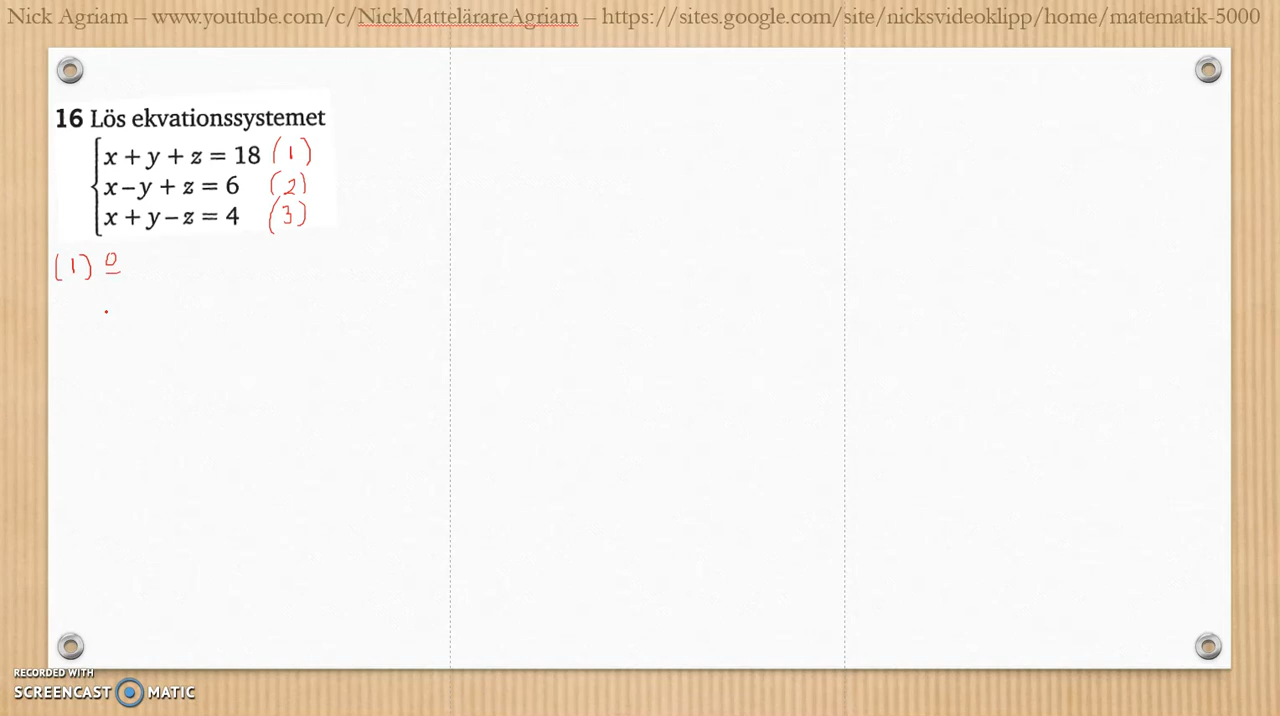 Nick Agriam – www.youtube.com/c/NickMattelärareAgriam – https://sites.google.com/site/nicksvideoklipp/home/matematik-5000
16 Lös ekvationssystemet
x + y + z = 18 (1)
x – y + z = 6 (2)
x + y – z = 4 (3)
(1)
RECORDED WITH
SCREENCAST MATIC